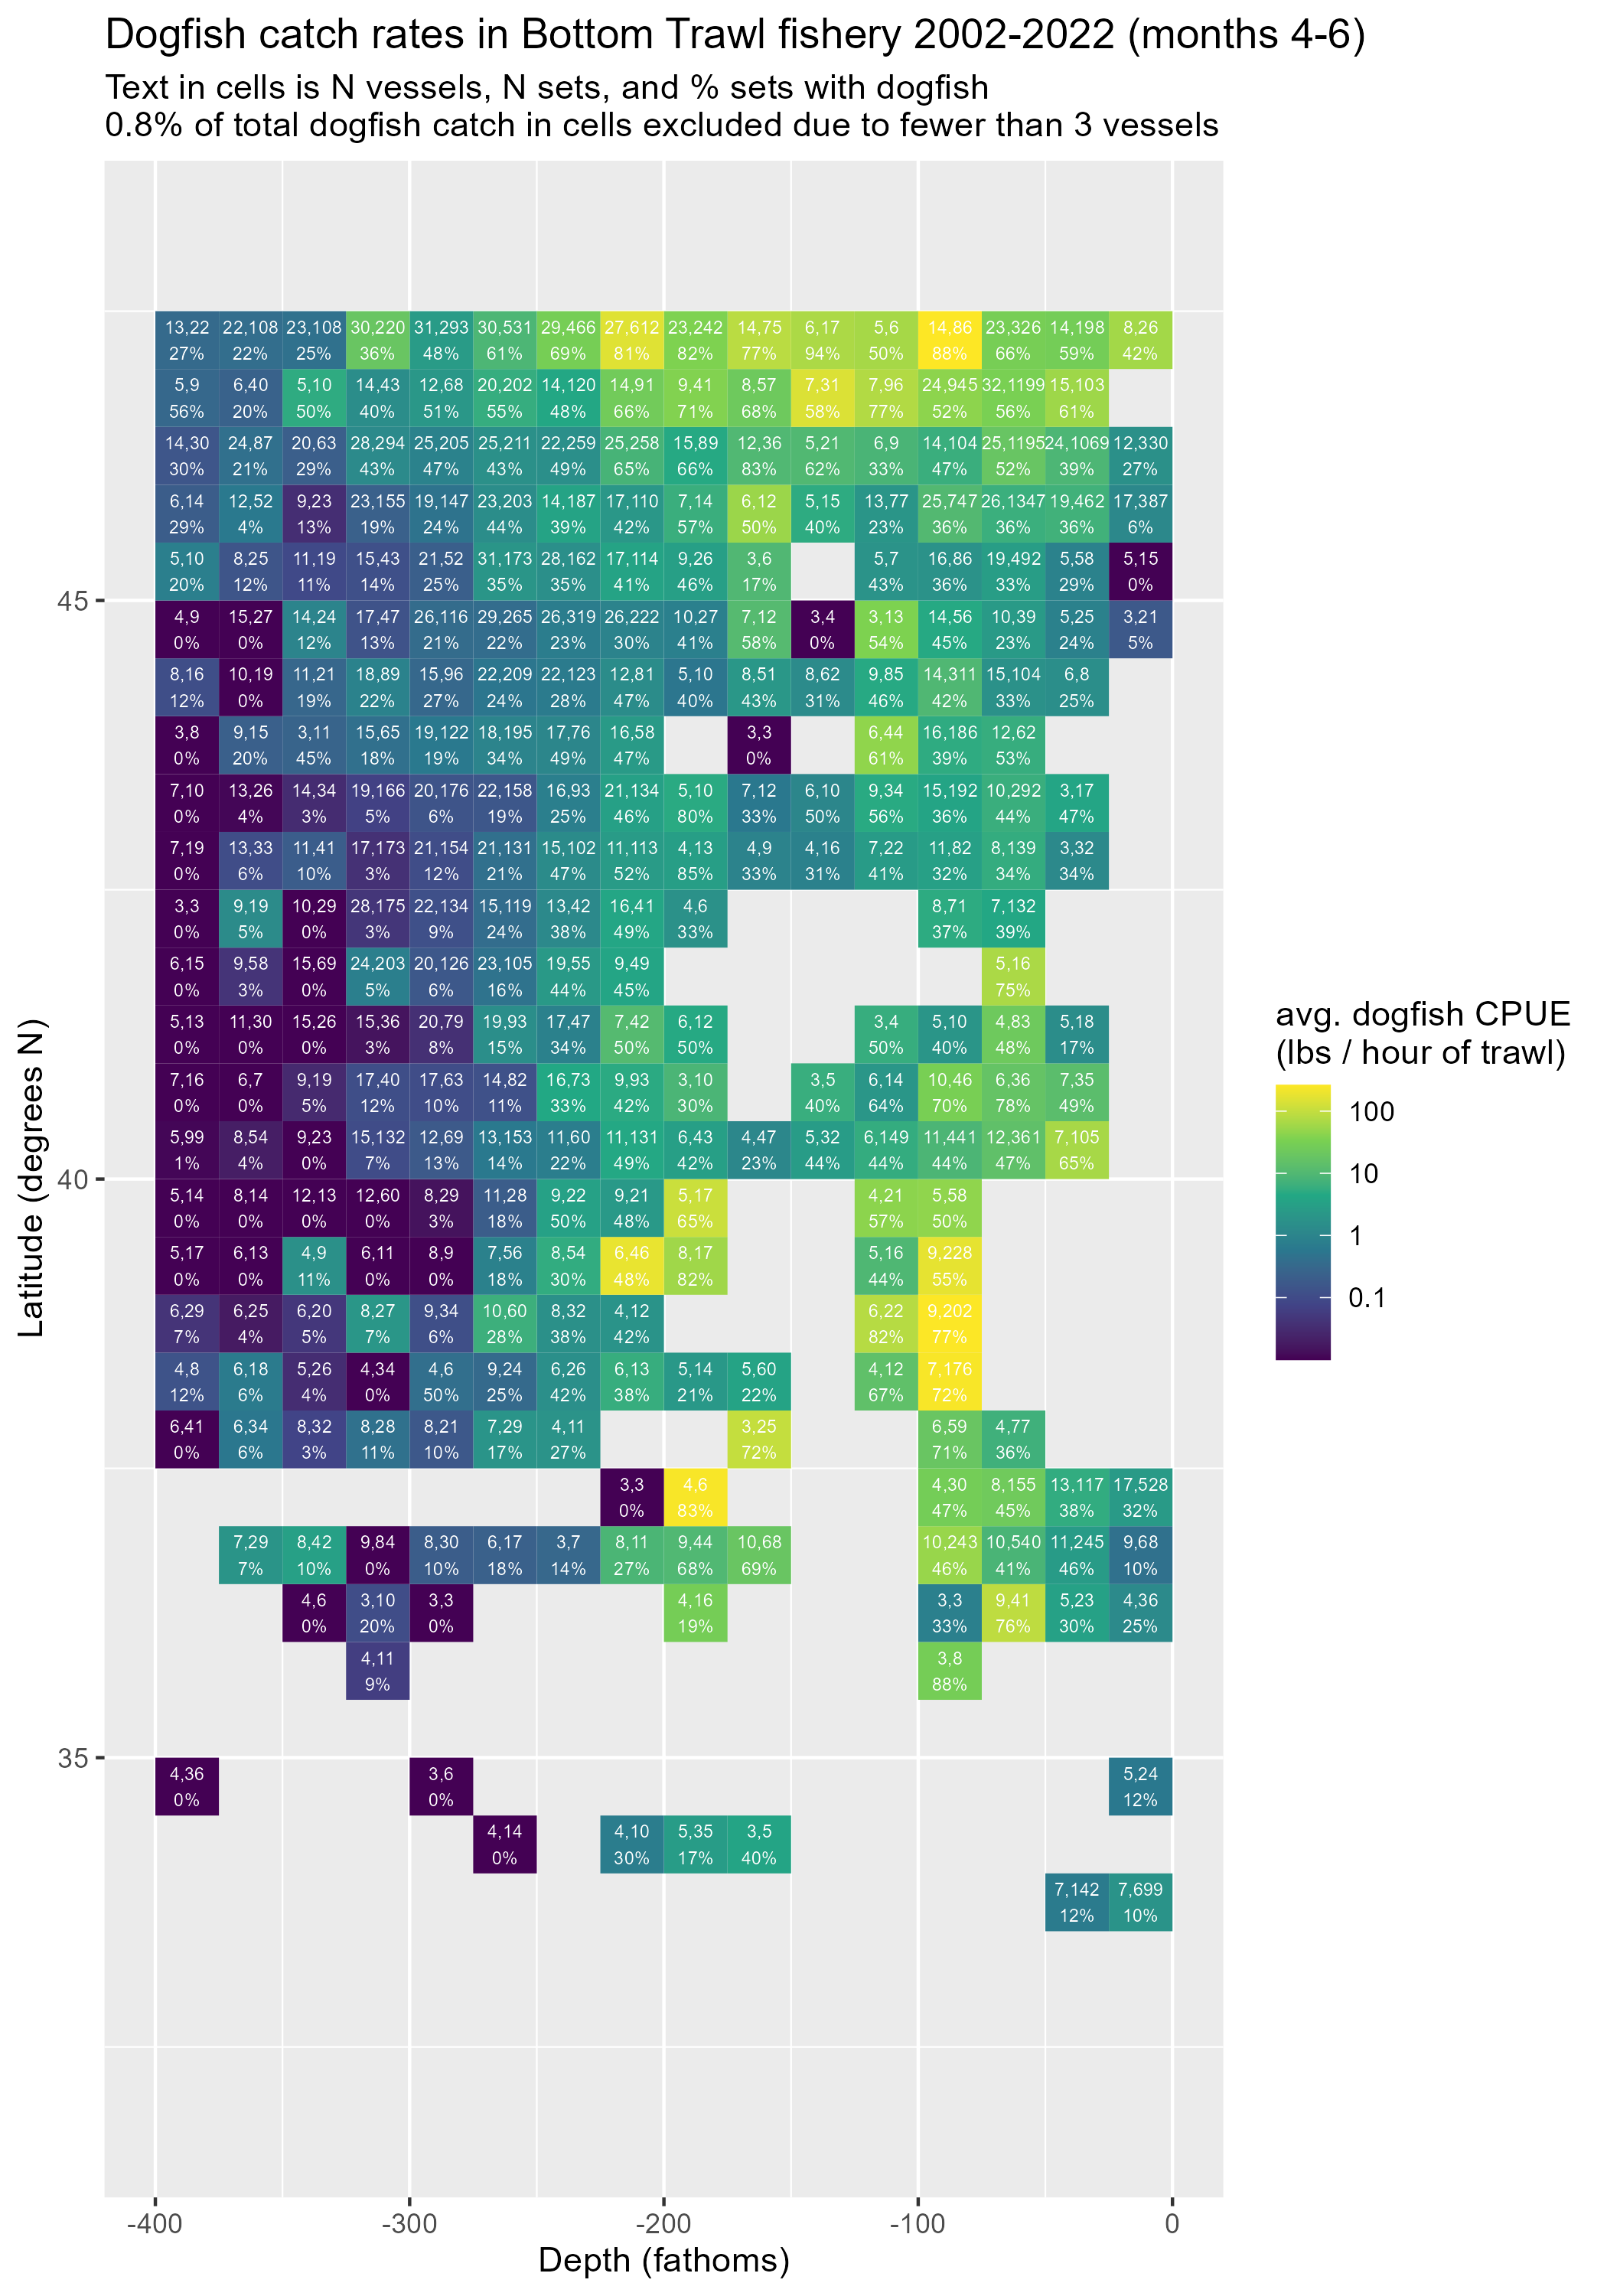 Dogfish catch rates in Bottom Trawl fishery 2002-2022 (months 4-6)
Text in cells is N vessels, N sets, and % sets with dogfish
0.8% of total dogfish catch in cells excluded due to fewer than 3 vessels
13,22 22,108 23,108 30,220 31,293 30,531 29,466 27,612 23,242 14,75 6,17 5,6 14,86 23,326 14,198 8,26
27% 22% 25% 36% 48% 61% 69% 81% 82% 77% 94% 50% 88% 66% 59% 42%
5,9 6,40 5,10 14,43 12,68 20,202 14,120 14,91 9,41 8,57 7,31 7,96 24,945 32,1199 15,103
56% 20% 50% 40% 51% 55% 48% 66% 71% 68% 58% 77% 52% 56% 61%
14,30 24,87 20,63 28,294 25,205 25,211 22,259 25,258 15,89 12,36 5,21 6,9 14,104 25,1195 24,1069 12,330
30% 21% 29% 43% 47% 43% 49% 65% 66% 83% 62% 33% 47% 52% 39% 27%
6,14 12,52 9,23 23,155 19,147 23,203 14,187 17,110 7,14 6,12 5,15 13,77 25,747 26,1347 19,462 17,387
29% 4% 13% 19% 24% 44% 39% 42% 57% 50% 40% 23% 36% 36% 36% 6%
5,10 8,25 11,19 15,43 21,52 31,173 28,162 17,114 9,26 3,6 5,7 16,86 19,492 5,58 5,15
20% 12% 11% 14% 25% 35% 35% 41% 46% 17% 43% 36% 33% 29% 0%
45
4,9 15,27 14,24 17,47 26,116 29,265 26,319 26,222 10,27 7,12 3,4 3,13 14,56 10,39 5,25 3,21
0% 0% 12% 13% 21% 22% 23% 30% 41% 58% 0% 54% 45% 23% 24% 5%
8,16 10,19 11,21 18,89 15,96 22,209 22,123 12,81 5,10 8,51 8,62 9,85 14,311 15,104 6,8
12% 0% 19% 22% 27% 24% 28% 47% 40% 43% 31% 46% 42% 33% 25%
3,8 9,15 3,11 15,65 19,122 18,195 17,76 16,58 3,3 6,44 16,186 12,62
0% 20% 45% 18% 19% 34% 49% 47% 0% 61% 39% 53%
7,10 13,26 14,34 19,166 20,176 22,158 16,93 21,134 5,10 7,12 6,10 9,34 15,192 10,292 3,17
0% 4% 3% 5% 6% 19% 25% 46% 80% 33% 50% 56% 36% 44% 47%
7,19 13,33 11,41 17,173 21,154 21,131 15,102 11,113 4,13 4,9 4,16 7,22 11,82 8,139 3,32
0% 6% 10% 3% 12% 21% 47% 52% 85% 33% 31% 41% 32% 34% 34%
3,3 9,19 10,29 28,175 22,134 15,119 13,42 16,41 4,6 8,71 7,132
0% 5% 0% 3% 9% 24% 38% 49% 33% 37% 39%
6,15 9,58 15,69 24,203 20,126 23,105 19,55 9,49 5,16
0% 3% 0% 5% 6% 16% 44% 45% 75%
5,13 11,30 15,26 15,36 20,79 19,93 17,47 7,42 6,12 3,4 5,10 4,83 5,18
0% 0% 0% 3% 8% 15% 34% 50% 50% 50% 40% 48% 17%
7,16 6,7 9,19 17,40 17,63 14,82 16,73 9,93 3,10 3,5 6,14 10,46 6,36 7,35
0% 0% 5% 12% 10% 11% 33% 42% 30% 40% 64% 70% 78% 49%
5,99 8,54 9,23 15,132 12,69 13,153 11,60 11,131 6,43 4,47 5,32 6,149 11,441 12,361 7,105
1% 4% 0% 7% 13% 14% 22% 49% 42% 23% 44% 44% 44% 47% 65%
40
5,14 8,14 12,13 12,60 8,29 11,28 9,22 9,21 5,17 4,21 5,58
0% 0% 0% 0% 3% 18% 50% 48% 65% 57% 50%
5,17 6,13 4,9 6,11 8,9 7,56 8,54 6,46 8,17 5,16 9,228
0% 0% 11% 0% 0% 18% 30% 48% 82% 44% 55%
6,29 6,25 6,20 8,27 9,34 10,60 8,32 4,12 6,22 9,202
7% 4% 5% 7% 6% 28% 38% 42% 82% 77%
4,8 6,18 5,26 4,34 4,6 9,24 6,26 6,13 5,14 5,60 4,12 7,176
12% 6% 4% 0% 50% 25% 42% 38% 21% 22% 67% 72%
6,41 6,34 8,32 8,28 8,21 7,29 4,11 3,25 6,59 4,77
0% 6% 3% 11% 10% 17% 27% 72% 71% 36%
3,3 4,6 4,30 8,155 13,117 17,528
0% 83% 47% 45% 38% 32%
7,29 8,42 9,84 8,30 6,17 3,7 8,11 9,44 10,68 10,243 10,540 11,245 9,68
7% 10% 0% 10% 18% 14% 27% 68% 69% 46% 41% 46% 10%
4,6 3,10 3,3 4,16 3,3 9,41 5,23 4,36
0% 20% 0% 19% 33% 76% 30% 25%
4,11 3,8
9% 88%
35
4,36 3,6 5,24
0% 0% 12%
4,14 4,10 5,35 3,5
0% 30% 17% 40%
7,142 7,699
12% 10%
-400 -300 -200 -100 0
Depth (fathoms)
Latitude (degrees N)
avg. dogfish CPUE
(lbs / hour of trawl)
100
10
1
0.1